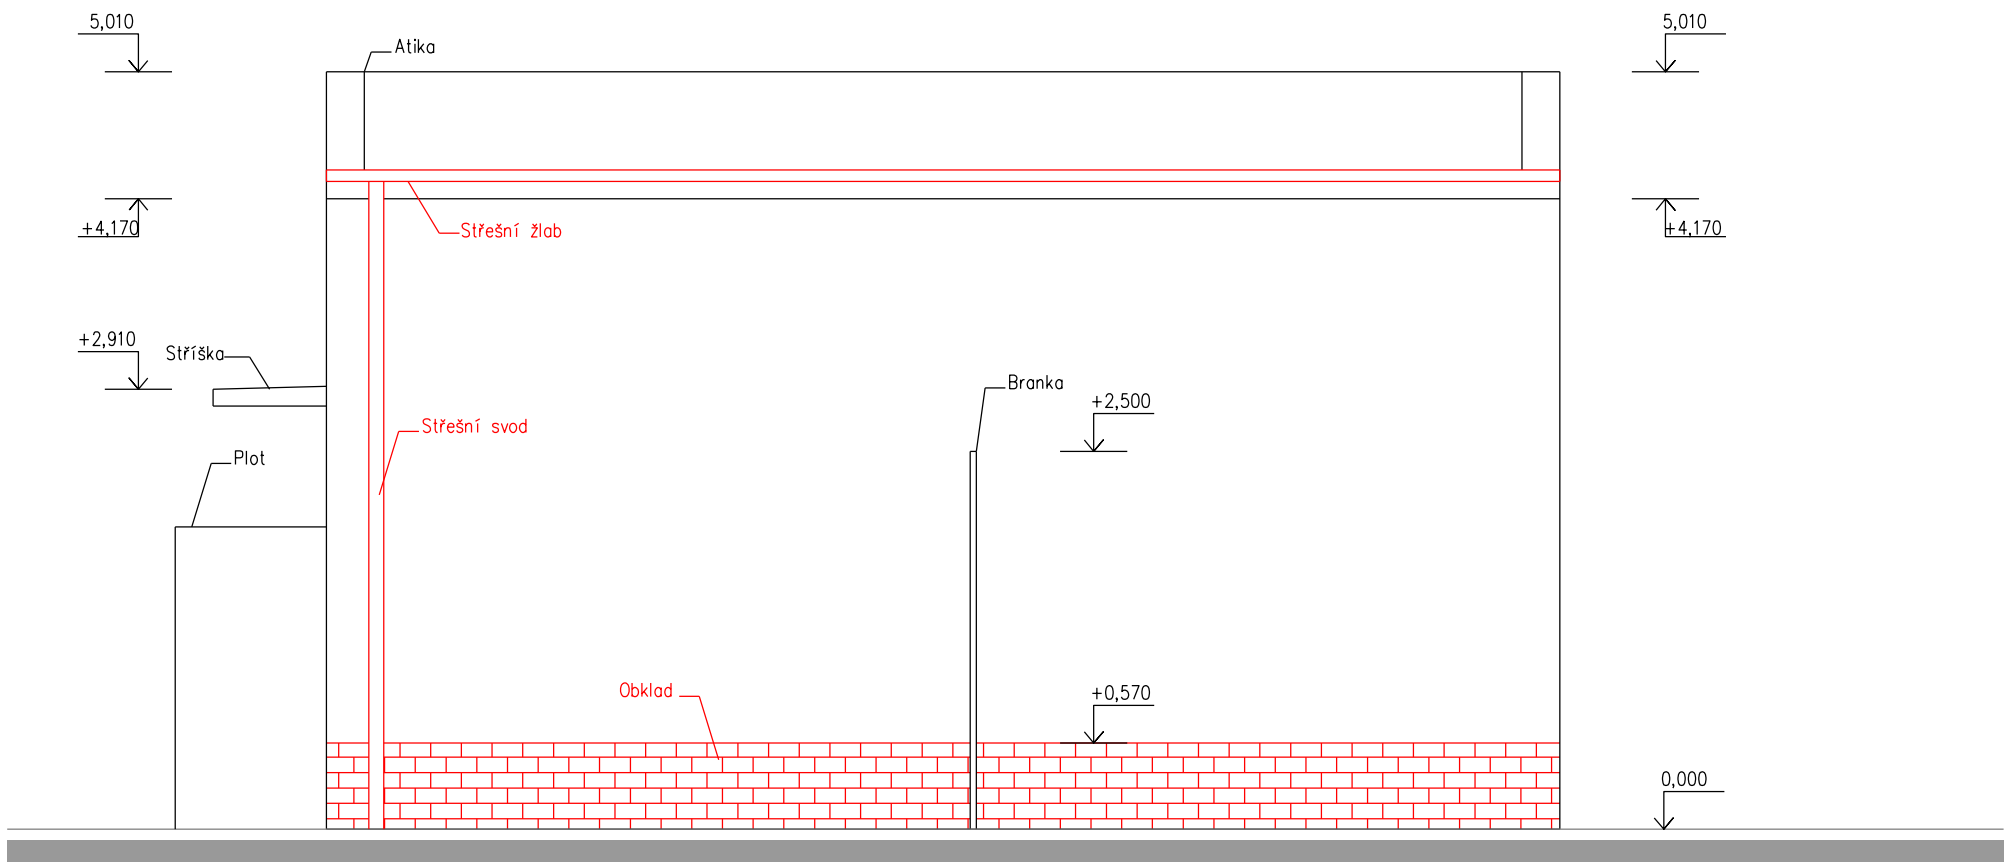 5,010
5,010
Atika
+4,170
Střešní žlab
+4,170
+2,910
Stříška
Branka
+2,500
Střešní svod
Plot
Obklad
+0,570
0,000